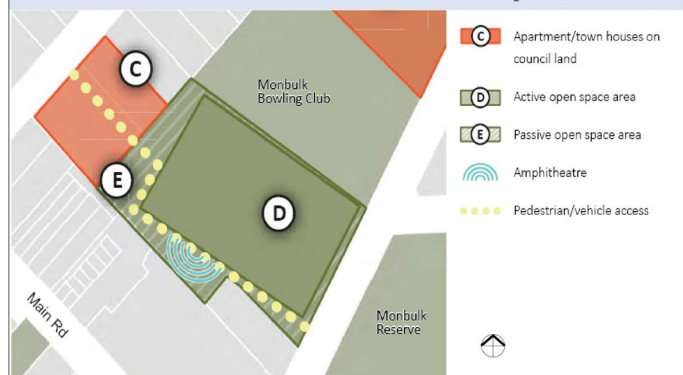 C
Monbulk
Bowling Club
E
D
Main Rd
Monbulk
Reserve
C Apartment/town houses on
council land
D Active open space area
E Passive open space area
Amphitheatre
Pedestrian/vehicle access